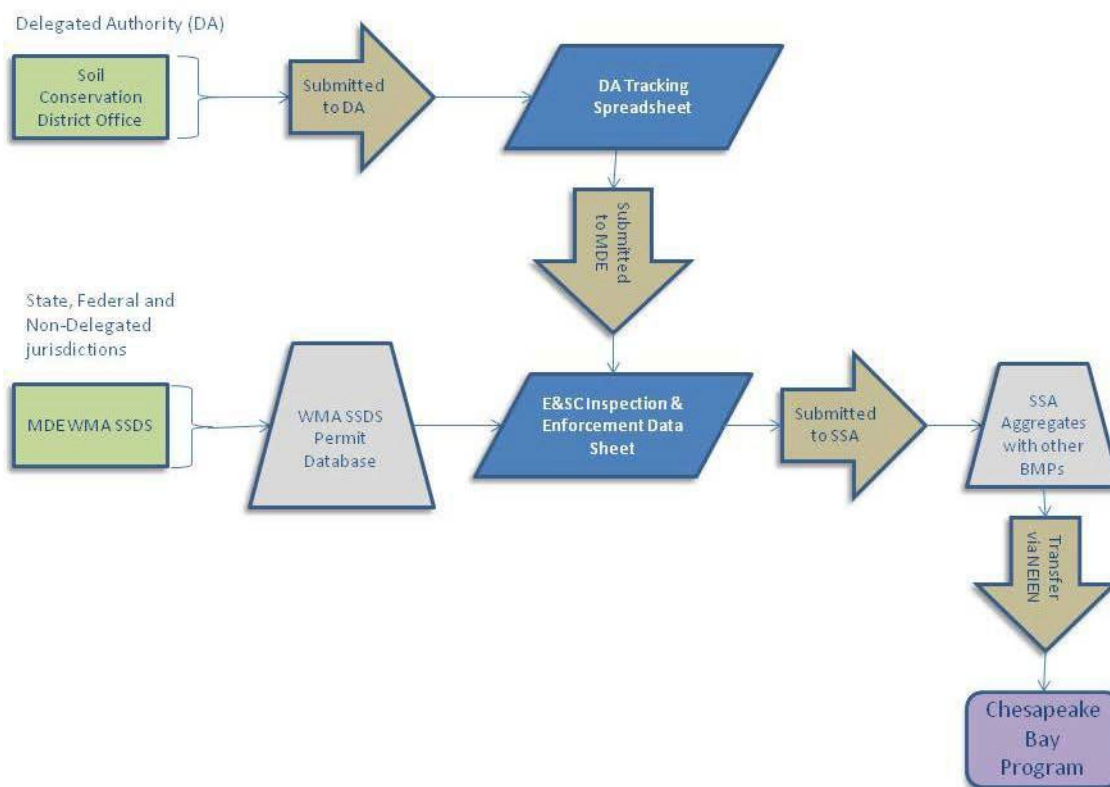 Delegated Authority (DA)
Soil
Conservation
District Office
Submitted
to DA
DA Tracking
Spreadsheet
Submitted
to MDE
State, Federal and
Non-Delegated
jurisdictions
MDE WMA SSDS
WMA SSDS
Permit
Database
E&SC Inspection &
Enforcement Data
Sheet
Submitted
to SSA
SSA
Aggregates
with other
BMPs
Transfer
via NEIEN
Chesapeake
Bay
Program